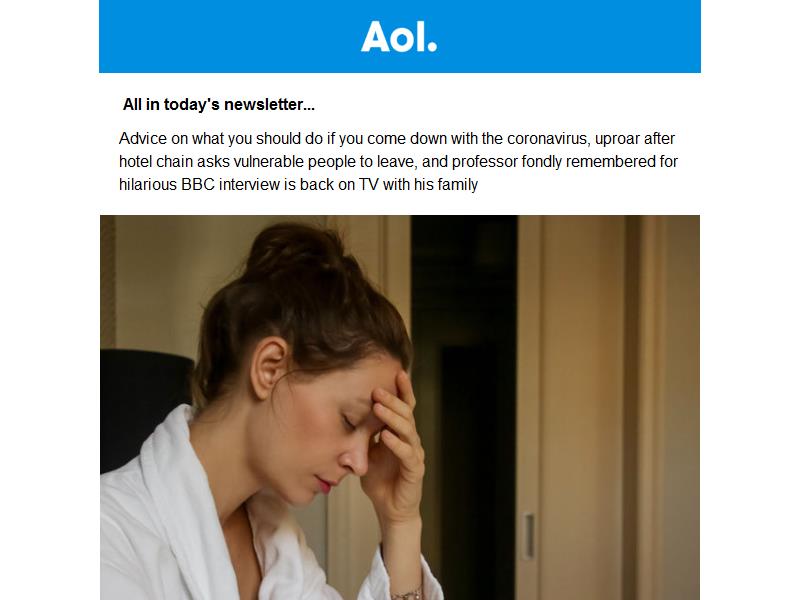 Aol.
All in today's newsletter...
Advice on what you should do if you come down with the coronavirus, uproar after
hotel chain asks vulnerable people to leave, and professor fondly remembered for
hilarious BBC interview is back on TV with his family